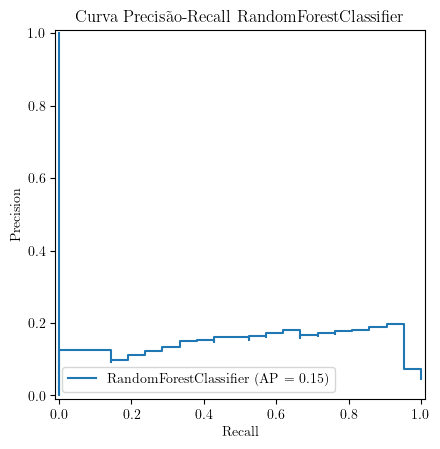 Curva Precisão-Recall RandomForestClassifier
1.0
0.8
0.6
0.4
0.2
0.0
Precision
RandomForestClassifier (AP = 0.15)
0.0 0.2 0.4 0.6 0.8 1.0
Recall